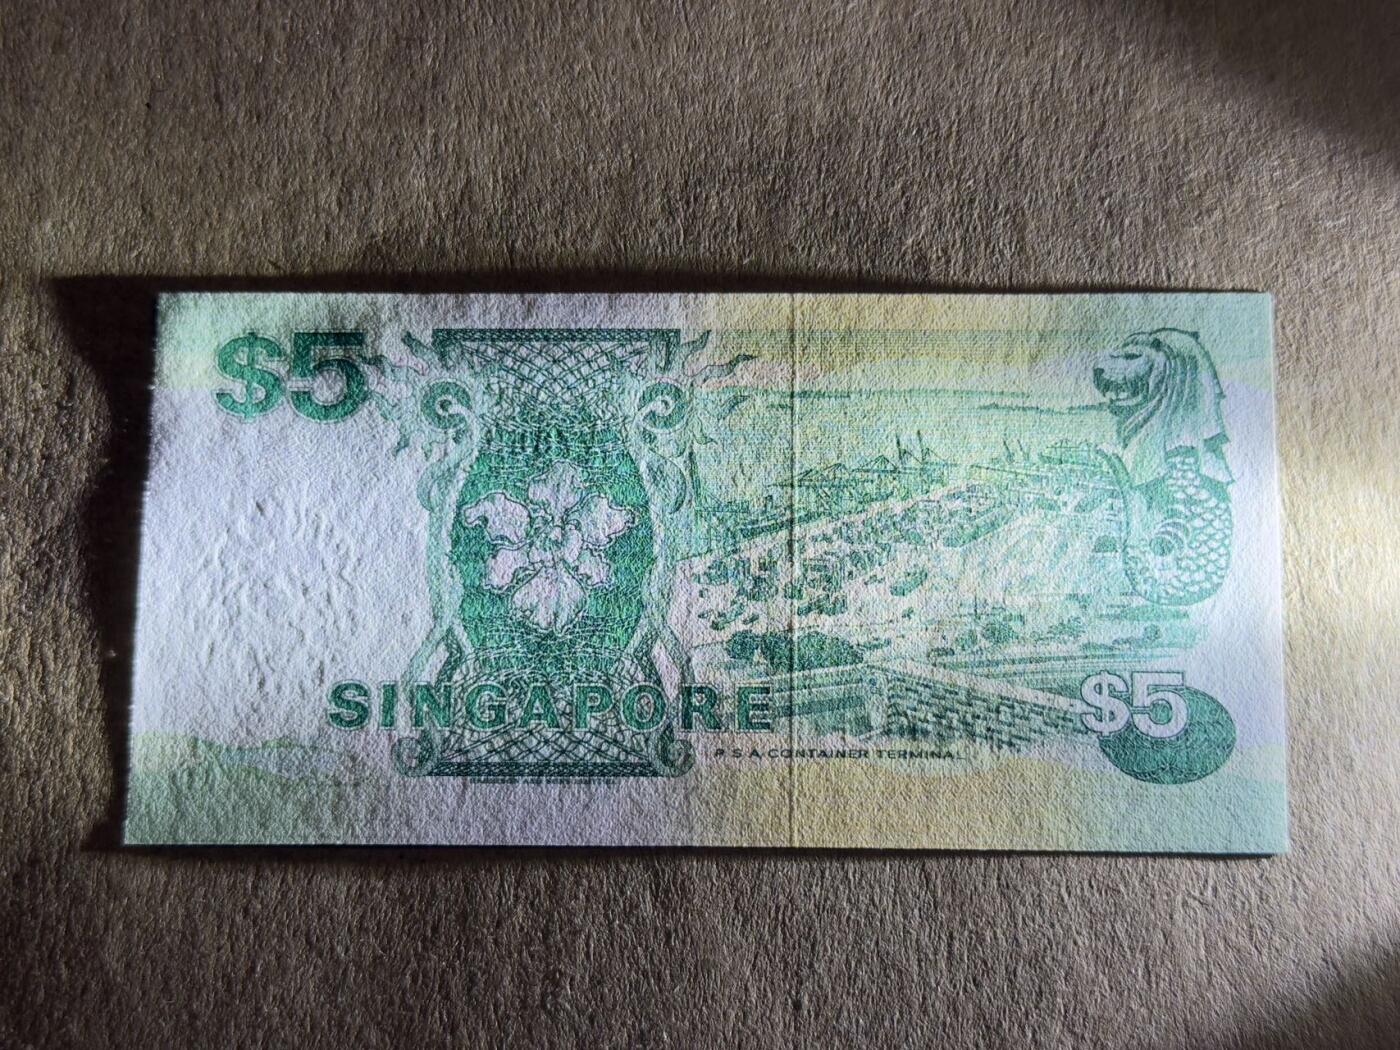 $5
SINGAPORE
P S A CONTAINER TERMINAL
$5